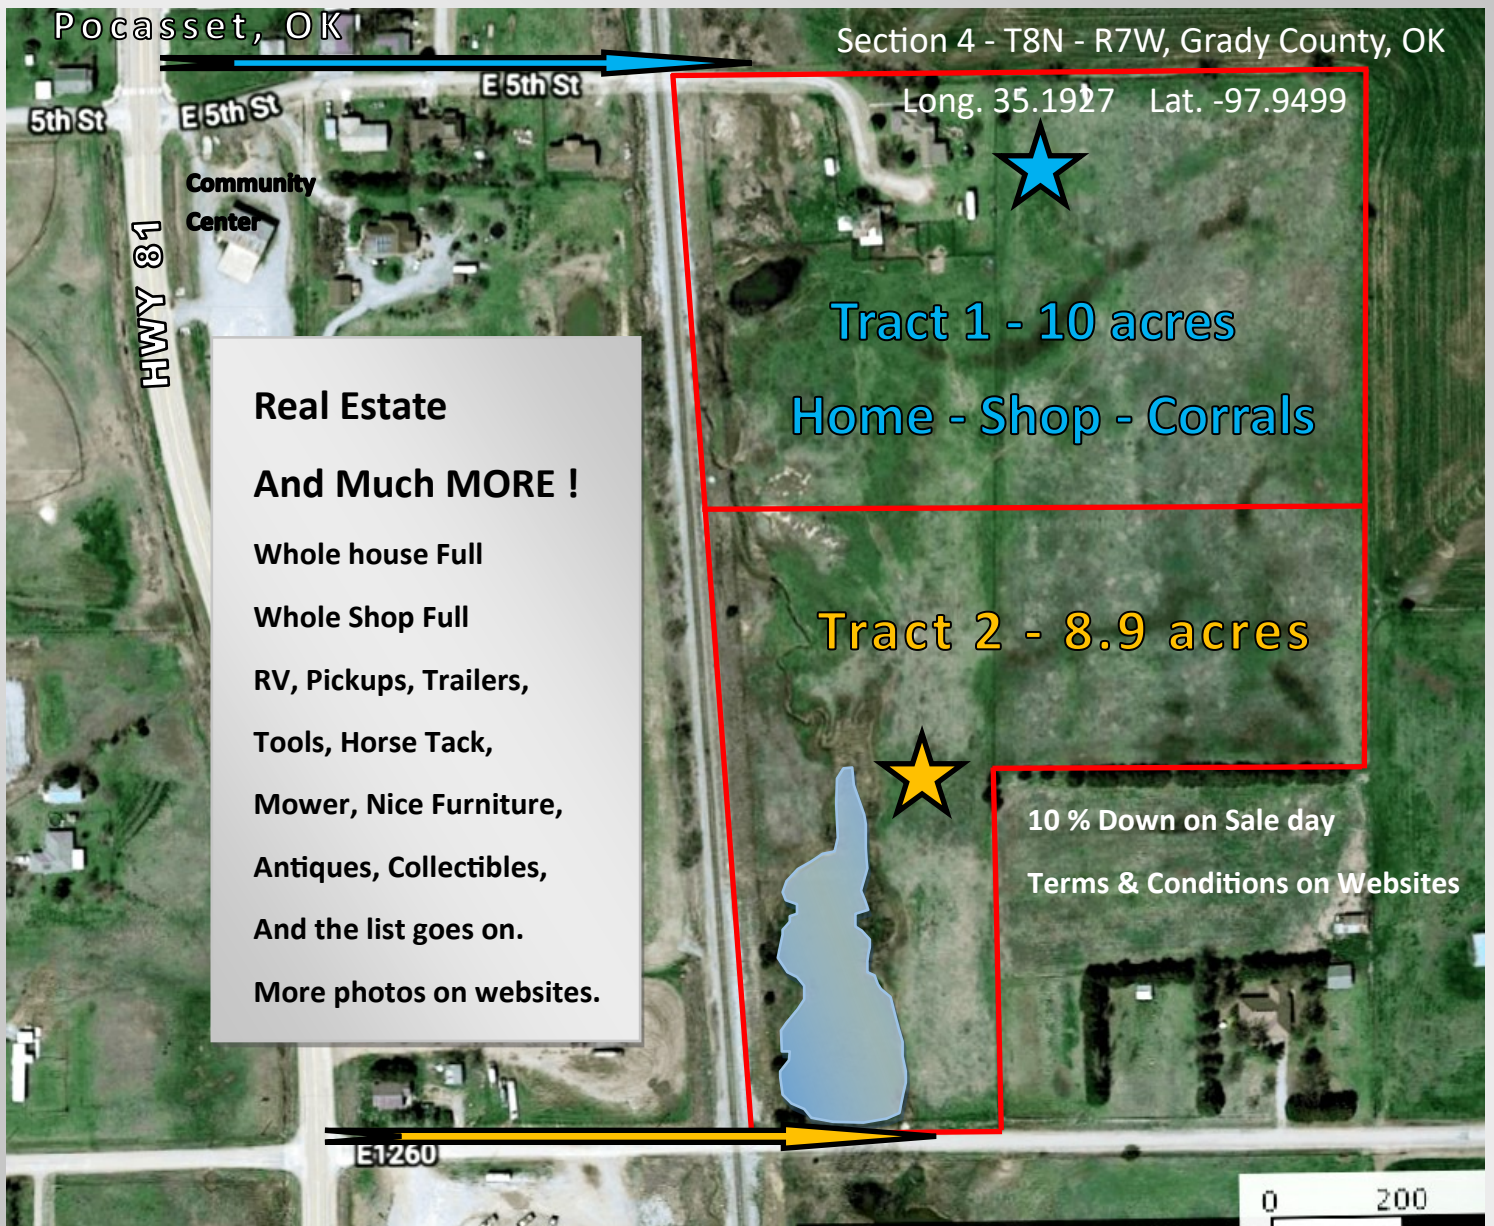 Pocasset, OK
Section 4 - T8N - R7W, Grady County, OK
Long. 35.1927 Lat. -97.9499
5th St
E 5th St
E 5th St
Community
Center
HWY 81
Tract 1 - 10 acres
Home - Shop - Corrals
Real Estate
And Much MORE !
Whole house Full
Whole Shop Full
RV, Pickups, Trailers,
Tools, Horse Tack,
Mower, Nice Furniture,
Antiques, Collectibles,
And the list goes on.
More photos on websites.
Tract 2 - 8.9 acres
10 % Down on Sale day
Terms & Conditions on Websites
E1260
0 200